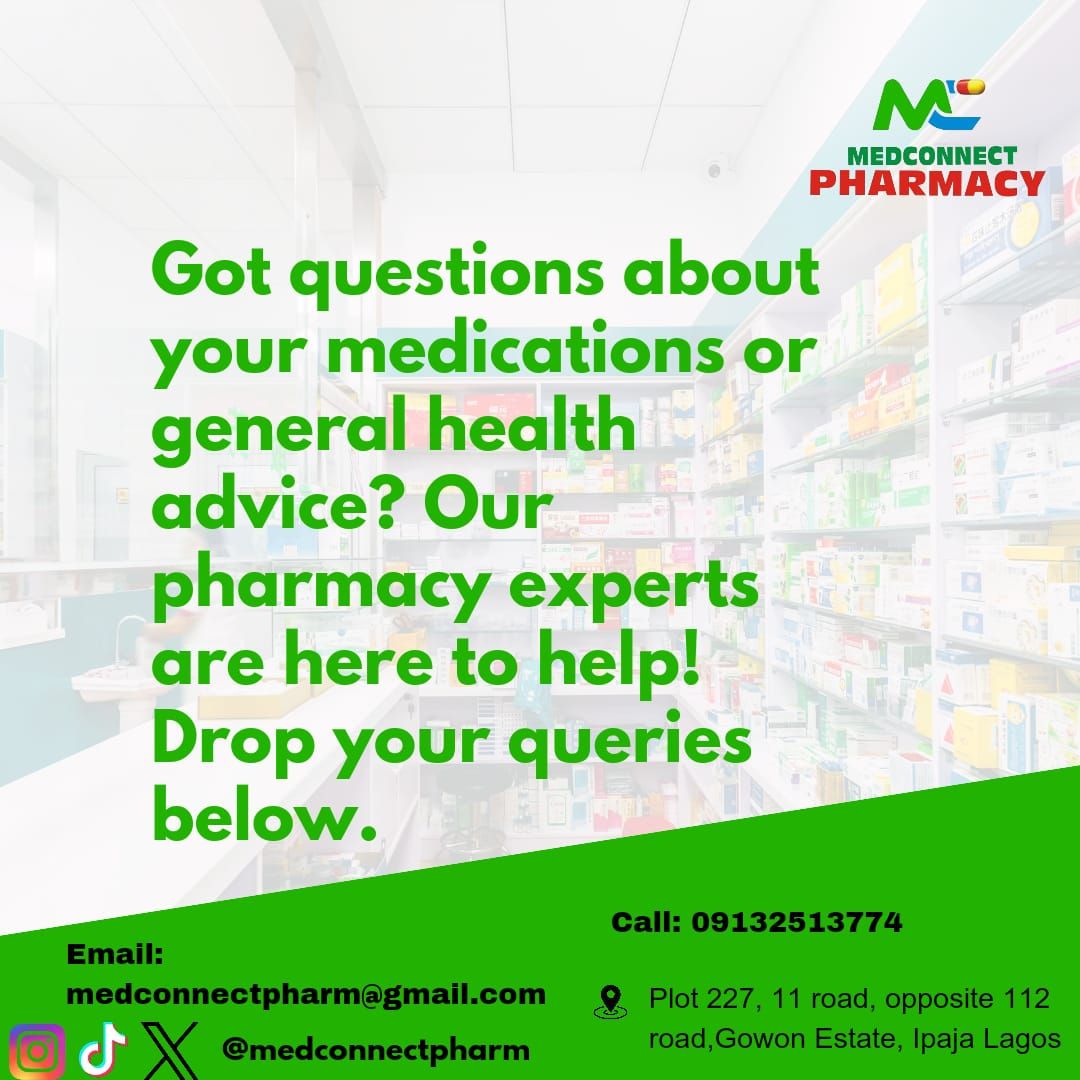 MC
MEDCONNECT
PHARMACY
Got questions about
your medications or
general health
advice? Our
pharmacy experts
are here to help!
Drop your queries
below.
Call: 09132513774
Email:
medconnectpharm@gmail.com
Plot 227, 11 road, opposite 112
road,Gowon Estate, Ipaja Lagos
@medconnectpharm